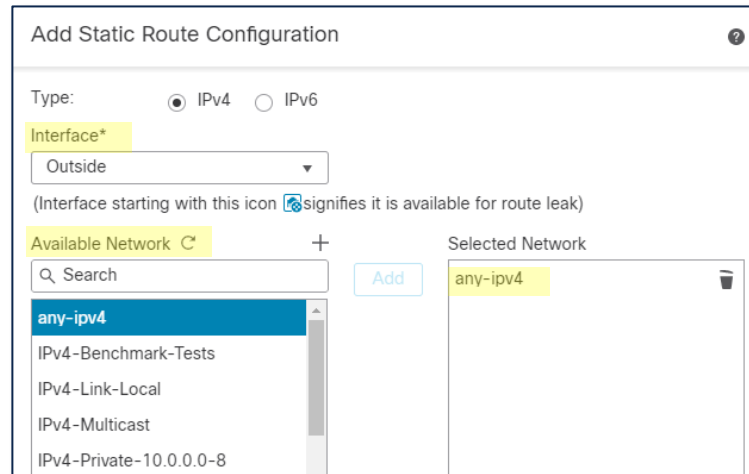 Add Static Route Configuration
Type: IPv4 IPv6
Interface*
Outside
(Interface starting with this icon signifies it is available for route leak)
Available Network
Search
Add
any-ipv4
IPv4-Benchmark-Tests
IPv4-Link-Local
IPv4-Multicast
IPv4-Private-10.0.0.0-8
Selected Network
any-ipv4